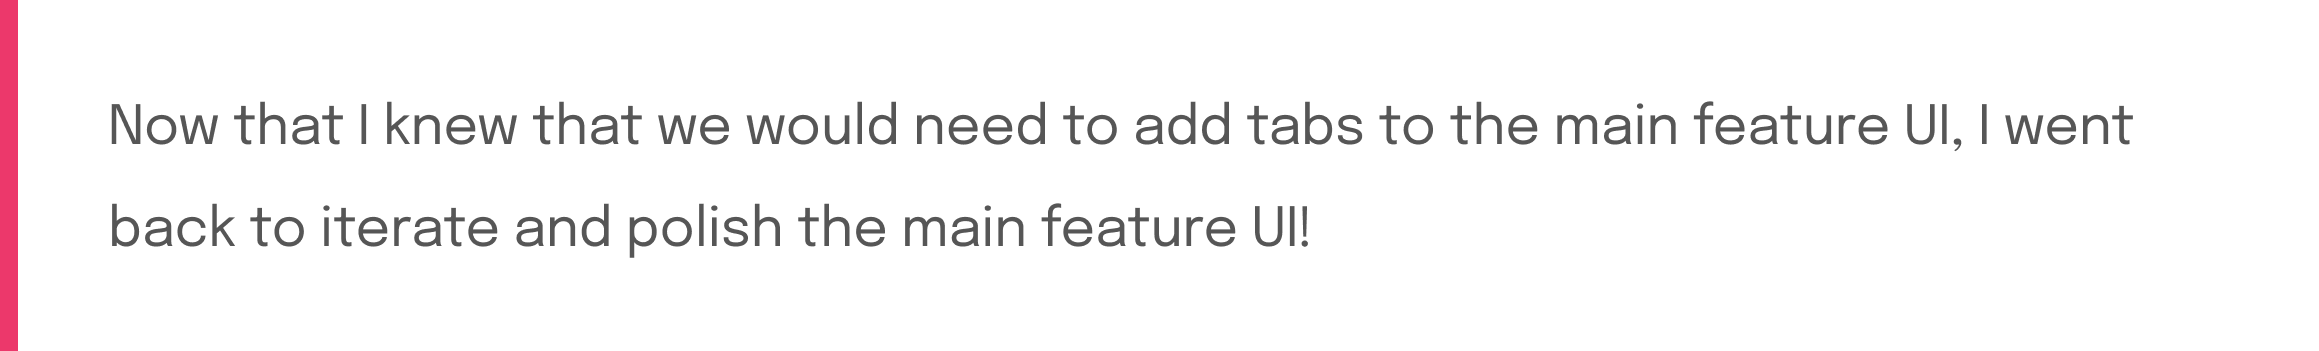 Now that I knew that we would need to add tabs to the main feature UI, I went
back to iterate and polish the main feature UI!